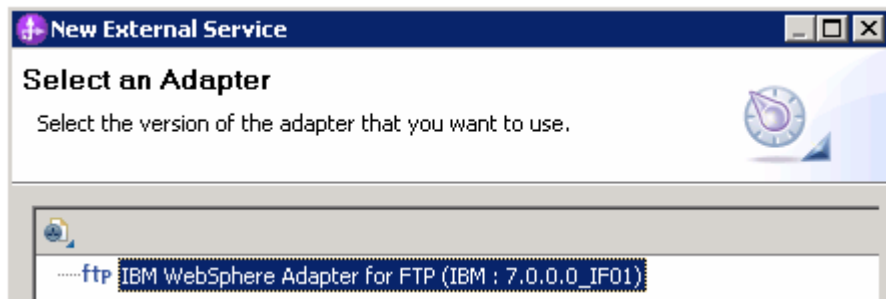 New External Service
Select an Adapter
Select the version of the adapter that you want to use.
ftp IBM WebSphere Adapter for FTP (IBM : 7.0.0.0_IF01)